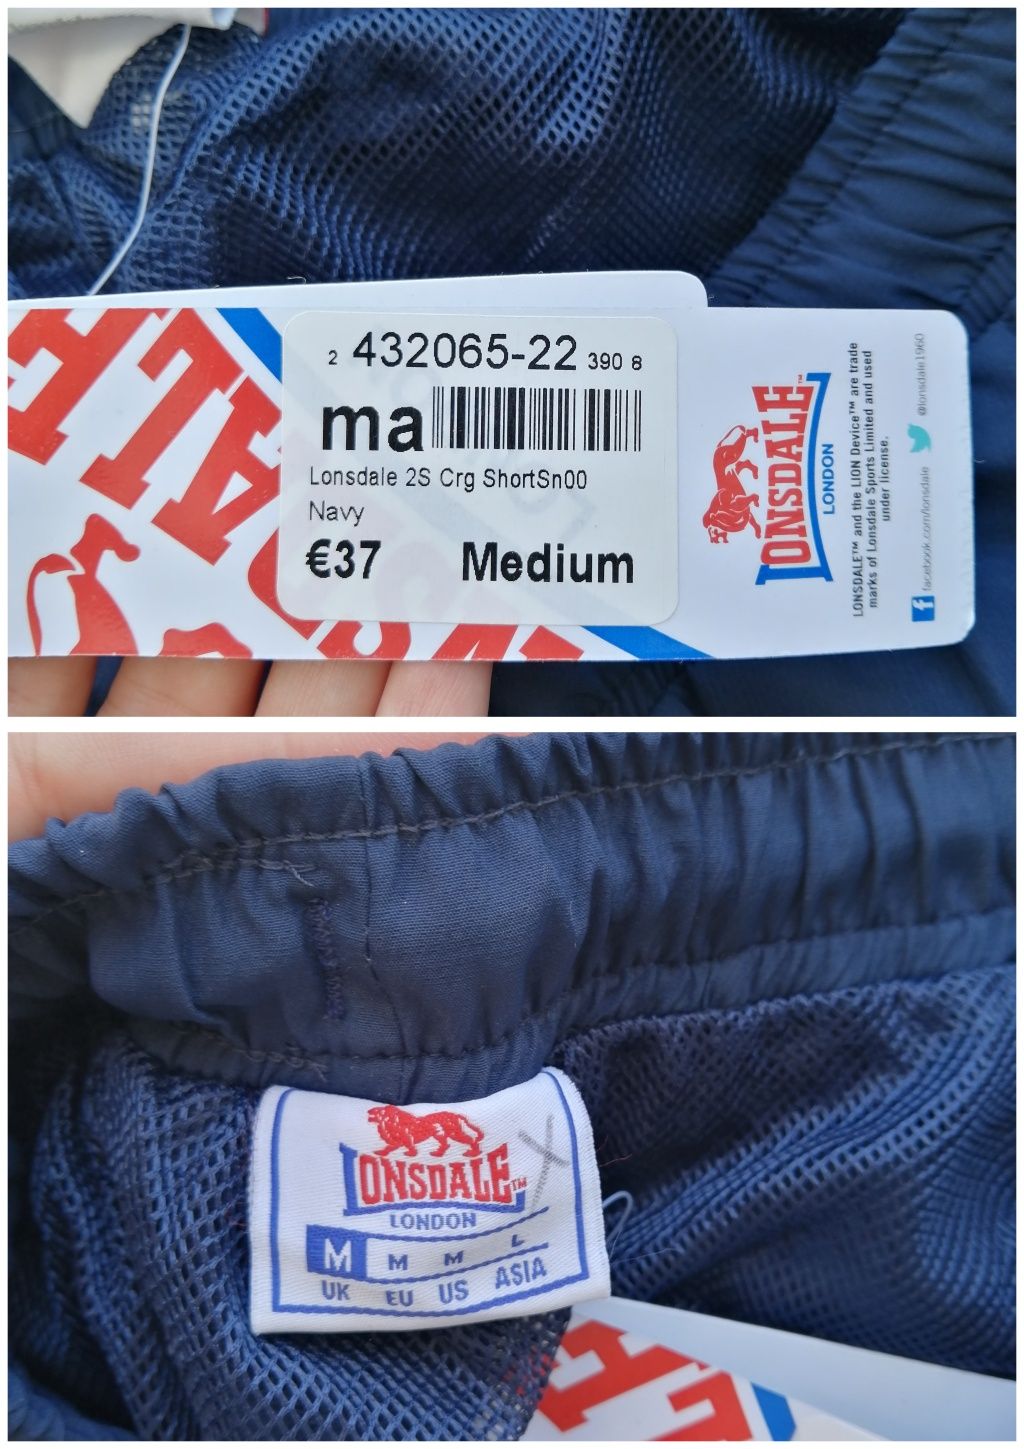 2 432065-22 390 8
ma
Lonsdale 2S Crg ShortSn00
Navy
€37 Medium
LONSDALE™
LONDON
LONSDALE™ and the LION Device™ are trade
marks of Lonsdale Sports Limited and used
under license.
facebook.com/lonsdale @lonsdale1960
LONSDALE™
LONDON
M M M L
UK EU US ASIA